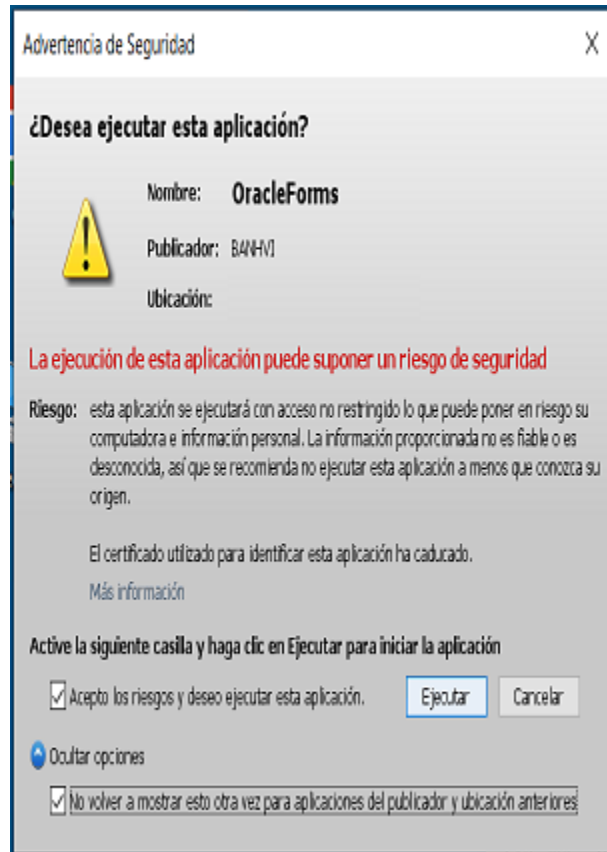 Advertencia de Seguridad
X
¿Desea ejecutar esta aplicación?
Nombre: OracleForms
Publicador: BANHVI
Ubicación:
La ejecución de esta aplicación puede suponer un riesgo de seguridad
Riesgo: esta aplicación se ejecutará con acceso no restringido lo que puede poner en riesgo su
computadora e información personal. La información proporcionada no es fiable o es
desconocida, así que se recomienda no ejecutar esta aplicación a menos que conozca su
origen.
El certificado utilizado para identificar esta aplicación ha caducado.
Más información
Active la siguiente casilla y haga clic en Ejecutar para iniciar la aplicación
Acepto los riesgos y deseo ejecutar esta aplicación. Ejecutar Cancelar
Ocultar opciones
No volver a mostrar esto otra vez para aplicaciones del publicador y ubicación anteriores